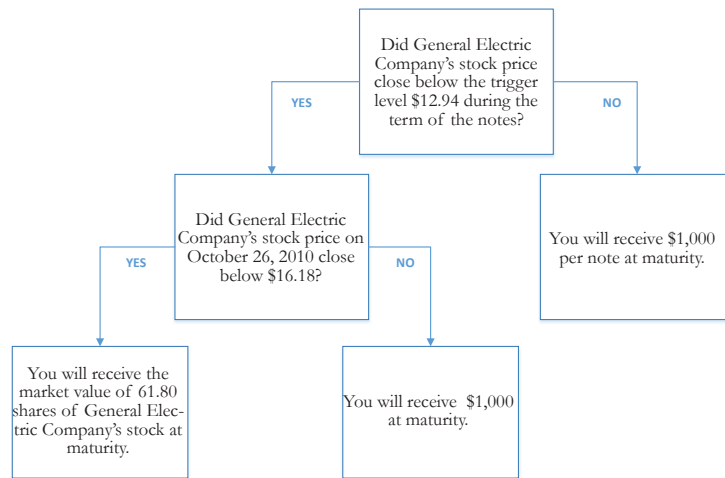 Did General Electric
Company's stock price
close below the trigger
level $12.94 during the
term of the notes?
YES
NO
Did General Electric
Company's stock price on
October 26, 2010 close
below $16.18?
You will receive $1,000
per note at maturity.
YES
NO
You will receive the
market value of 61.80
shares of General Elec-
tric Company's stock at
maturity.
You will receive $1,000
at maturity.